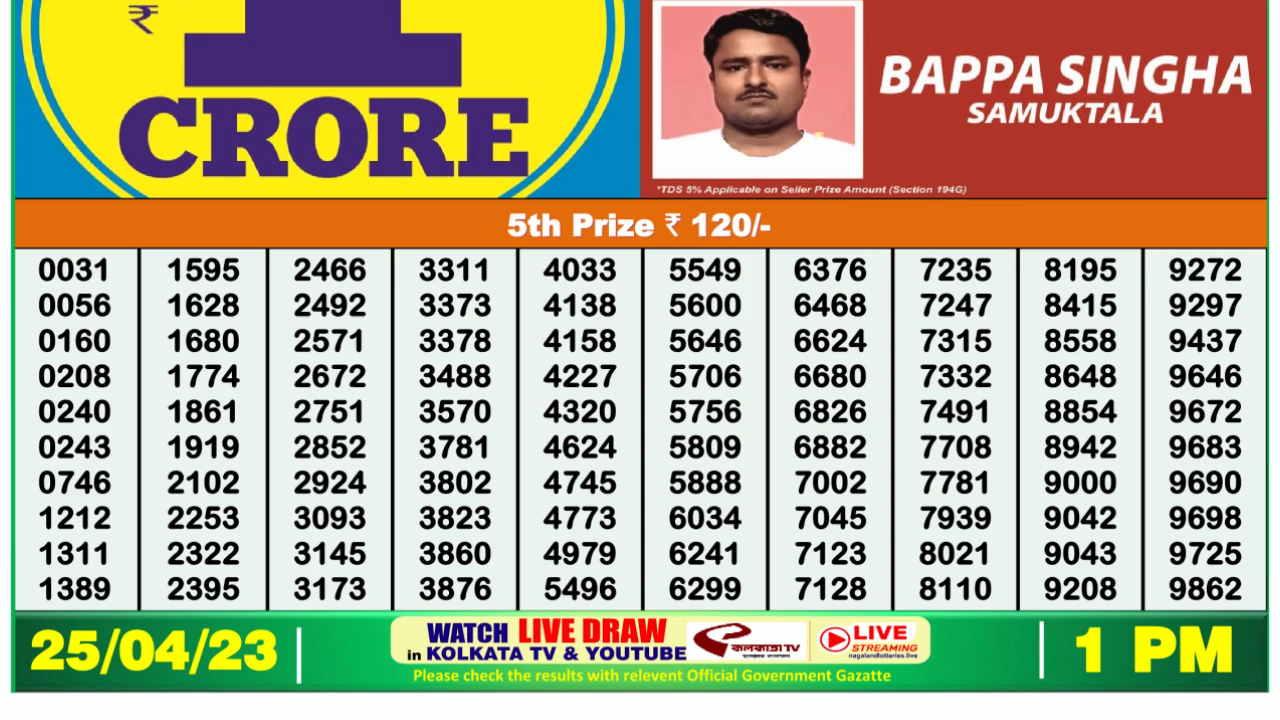 ₹ 1
CRORE
BAPPA SINGHA
SAMUKTALA
*TDS 5% Applicable on Seller Prize Amount (Section 194G)
5th Prize ₹ 120/-
0031 1595 2466 3311 4033 5549 6376 7235 8195 9272
0056 1628 2492 3373 4138 5600 6468 7247 8415 9297
0160 1680 2571 3378 4158 5646 6624 7315 8558 9437
0208 1774 2672 3488 4227 5706 6680 7332 8648 9646
0240 1861 2751 3570 4320 5756 6826 7491 8854 9672
0243 1919 2852 3781 4624 5809 6882 7708 8942 9683
0746 2102 2924 3802 4745 5888 7002 7781 9000 9690
1212 2253 3093 3823 4773 6034 7045 7939 9042 9698
1311 2322 3145 3860 4979 6241 7123 8021 9043 9725
1389 2395 3173 3876 5496 6299 7128 8110 9208 9862
25/04/23
WATCH LIVE DRAW
in KOLKATA TV & YOUTUBE
কলকাতা TV
LIVE
STREAMING
nagalandlotteries.live
Please check the results with relevent Official Government Gazatte
1 PM